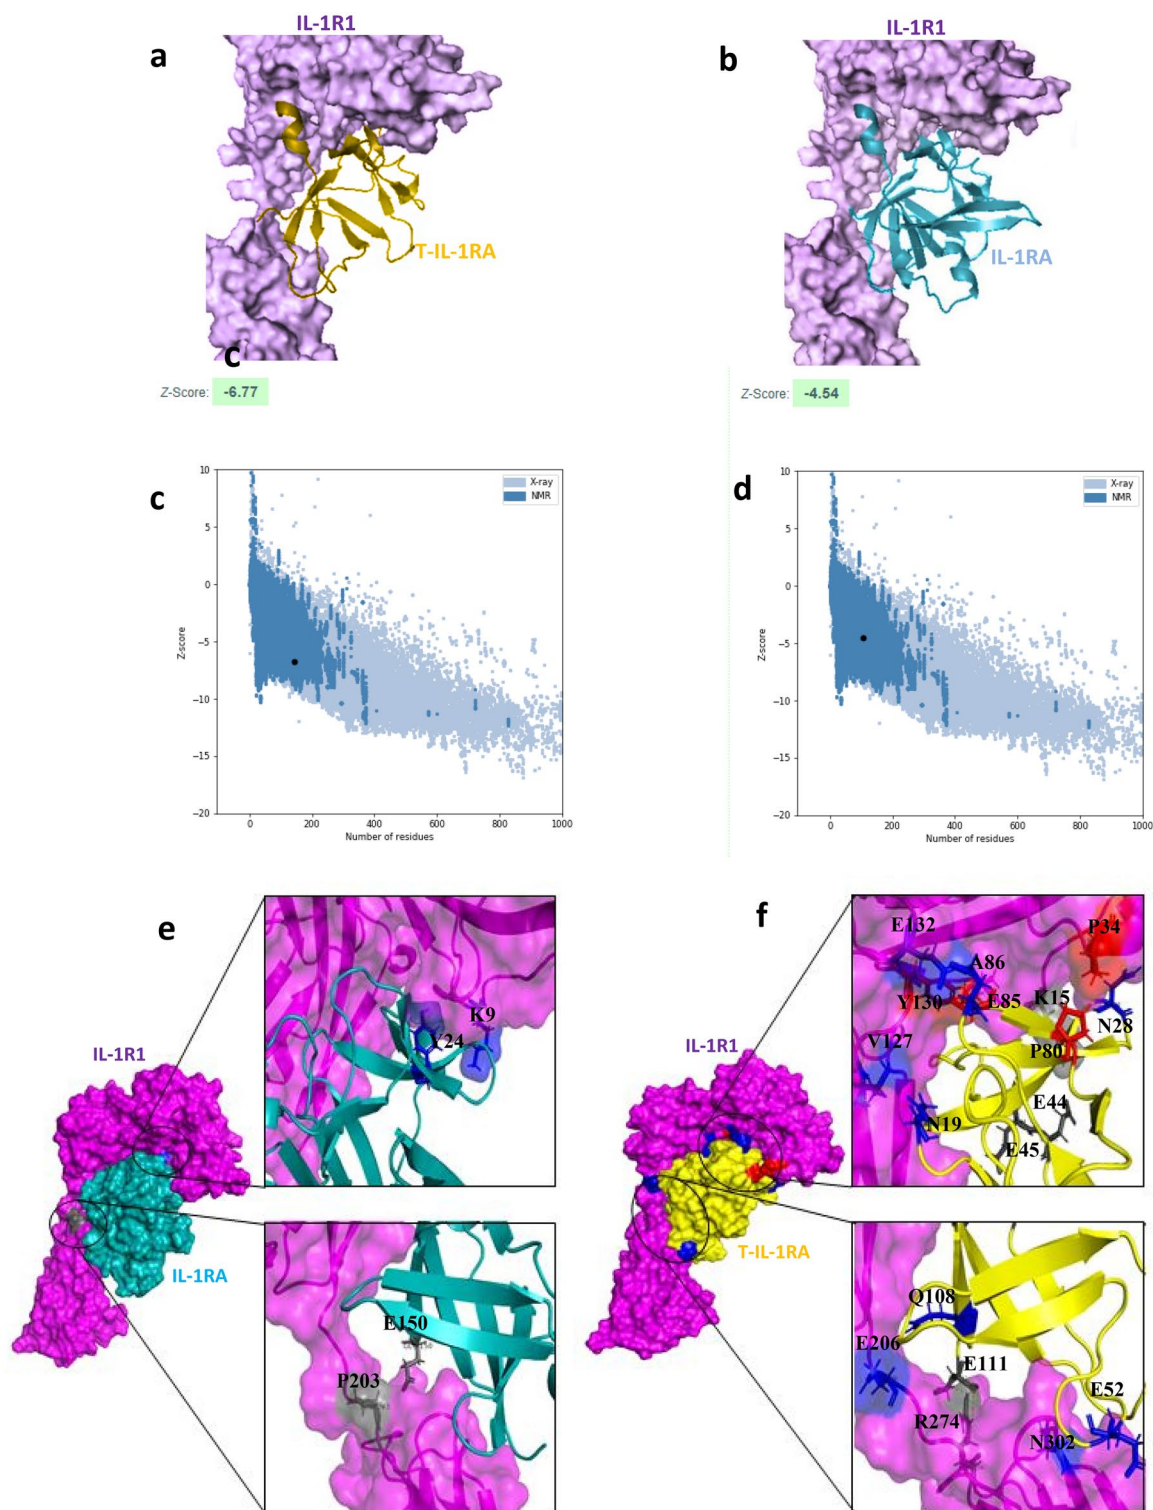 IL-1R1
a
T-IL-1RA
IL-1R1
b
IL-1RA
c
Z-Score: -6.77
Z-Score: -4.54
c
10
5
0
−5
−10
−15
−20
Z-score
X-ray
NMR
0 200 400 600 800 1000
Number of residues
d
10
5
0
−5
−10
−15
−20
Z-score
X-ray
NMR
0 200 400 600 800 1000
Number of residues
e
IL-1R1
IL-1RA
K9
Y24
E150
P203
f
IL-1R1
T-IL-1RA
E132
P34
A86
Y130
E85
K15
N28
P80
V127
E44
N19
E45
Q108
E206
E111
E52
R274
N302